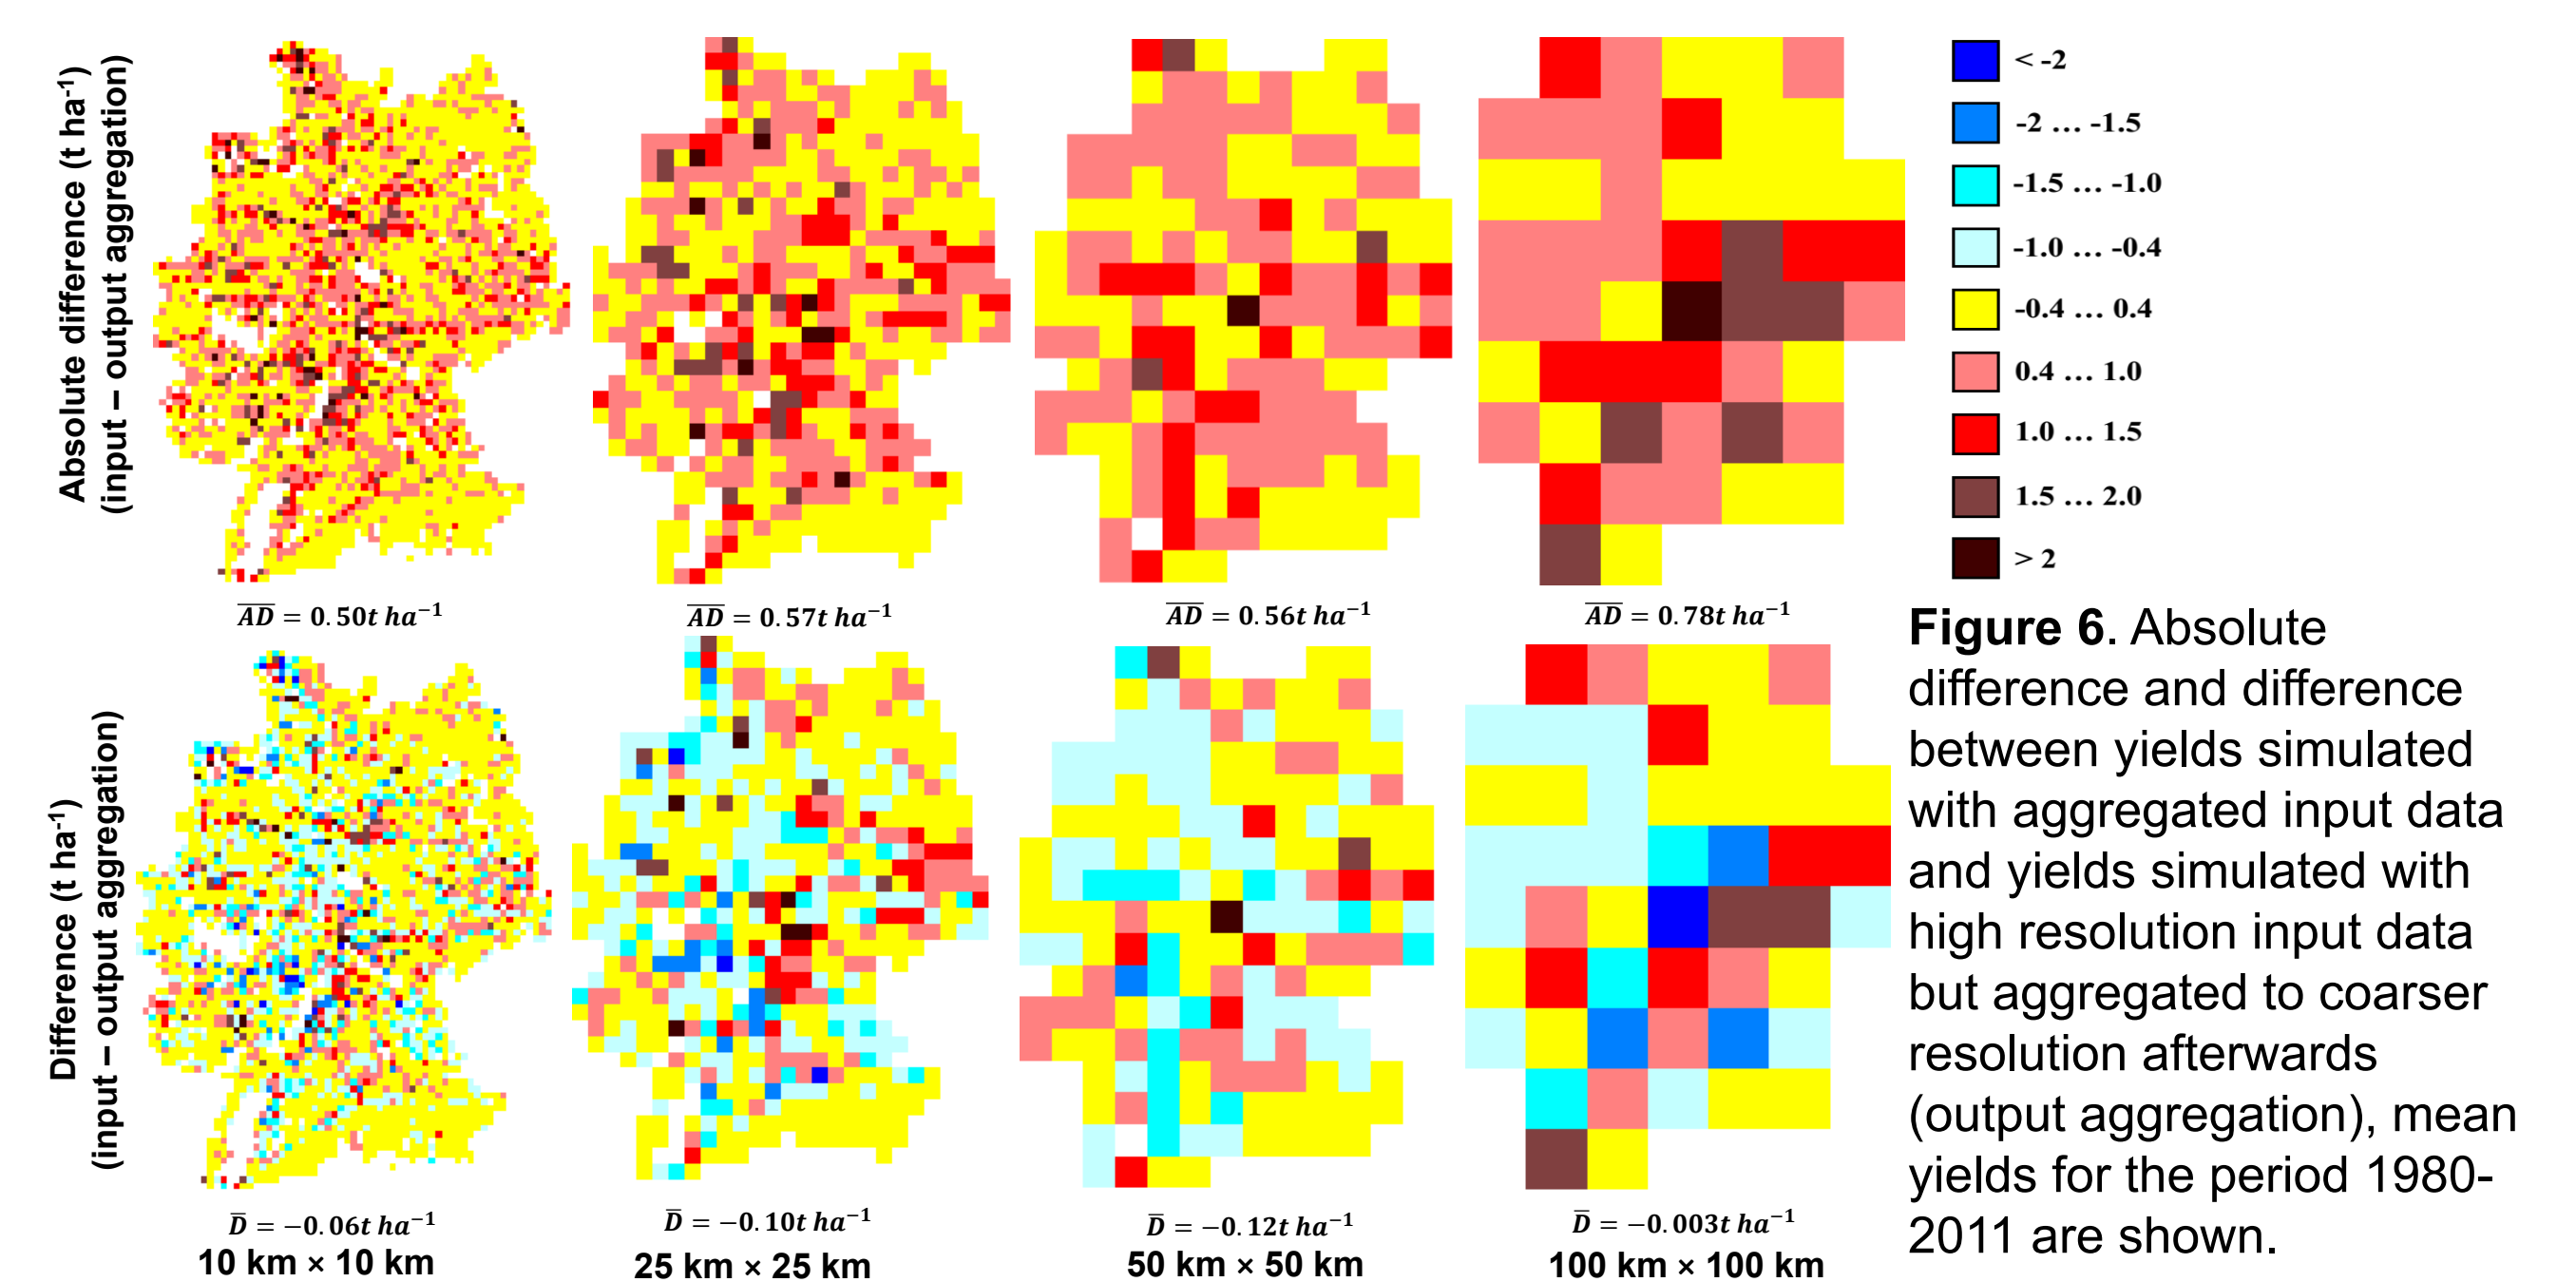 Absolute difference (t ha-1)
(input – output aggregation)
< -2
-2 … -1.5
-1.5 … -1.0
-1.0 … -0.4
-0.4 … 0.4
0.4 … 1.0
1.0 … 1.5
1.5 … 2.0
> 2
AD = 0.50t ha−1
AD = 0.57t ha−1
AD = 0.56t ha−1
AD = 0.78t ha−1
Difference (t ha-1)
(input – output aggregation)
D = −0.06t ha−1
D = −0.10t ha−1
D = −0.12t ha−1
D = −0.003t ha−1
10 km × 10 km
25 km × 25 km
50 km × 50 km
100 km × 100 km
Figure 6. Absolute
difference and difference
between yields simulated
with aggregated input data
and yields simulated with
high resolution input data
but aggregated to coarser
resolution afterwards
(output aggregation), mean
yields for the period 1980-
2011 are shown.